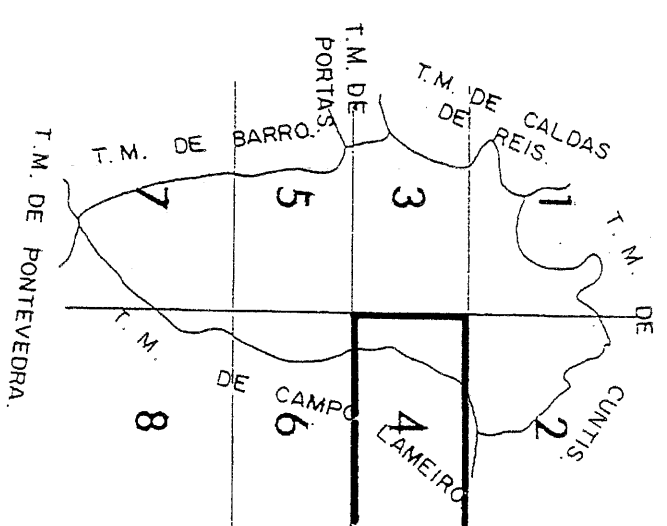 T.M. DE
PORTAS
T.M. DE CALDAS
DE REIS.
T.M. DE BARRO.
T.M. DE PONTEVEDRA.
T. M. DE CUNTIS.
T. M. DE CAMPO LAMEIRO
7
5
3
1
8
6
4
2